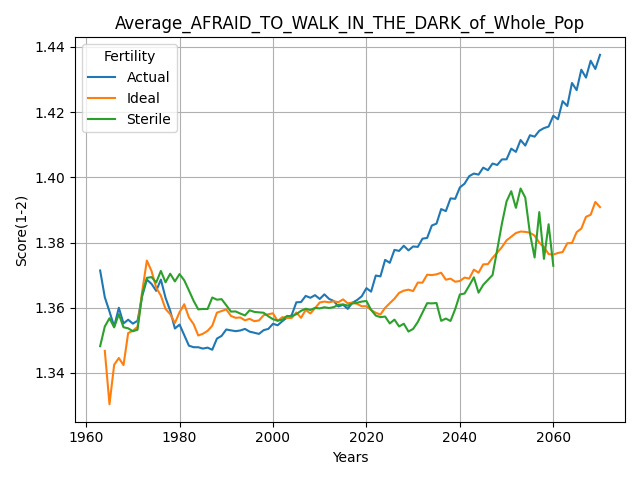 Average_AFRAID_TO_WALK_IN_THE_DARK_of_Whole_Pop
Fertility
Actual
Ideal
Sterile
1.44
1.42
1.40
1.38
1.36
1.34
Score(1-2)
1960
1980
2000
2020
2040
2060
Years